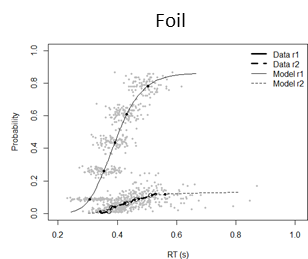 Foil
Data r1
Data r2
Model r1
Model r2
1.0
0.8
0.6
0.4
0.2
0.0
Probability
0.2 0.4 0.6 0.8 1.0
RT (s)